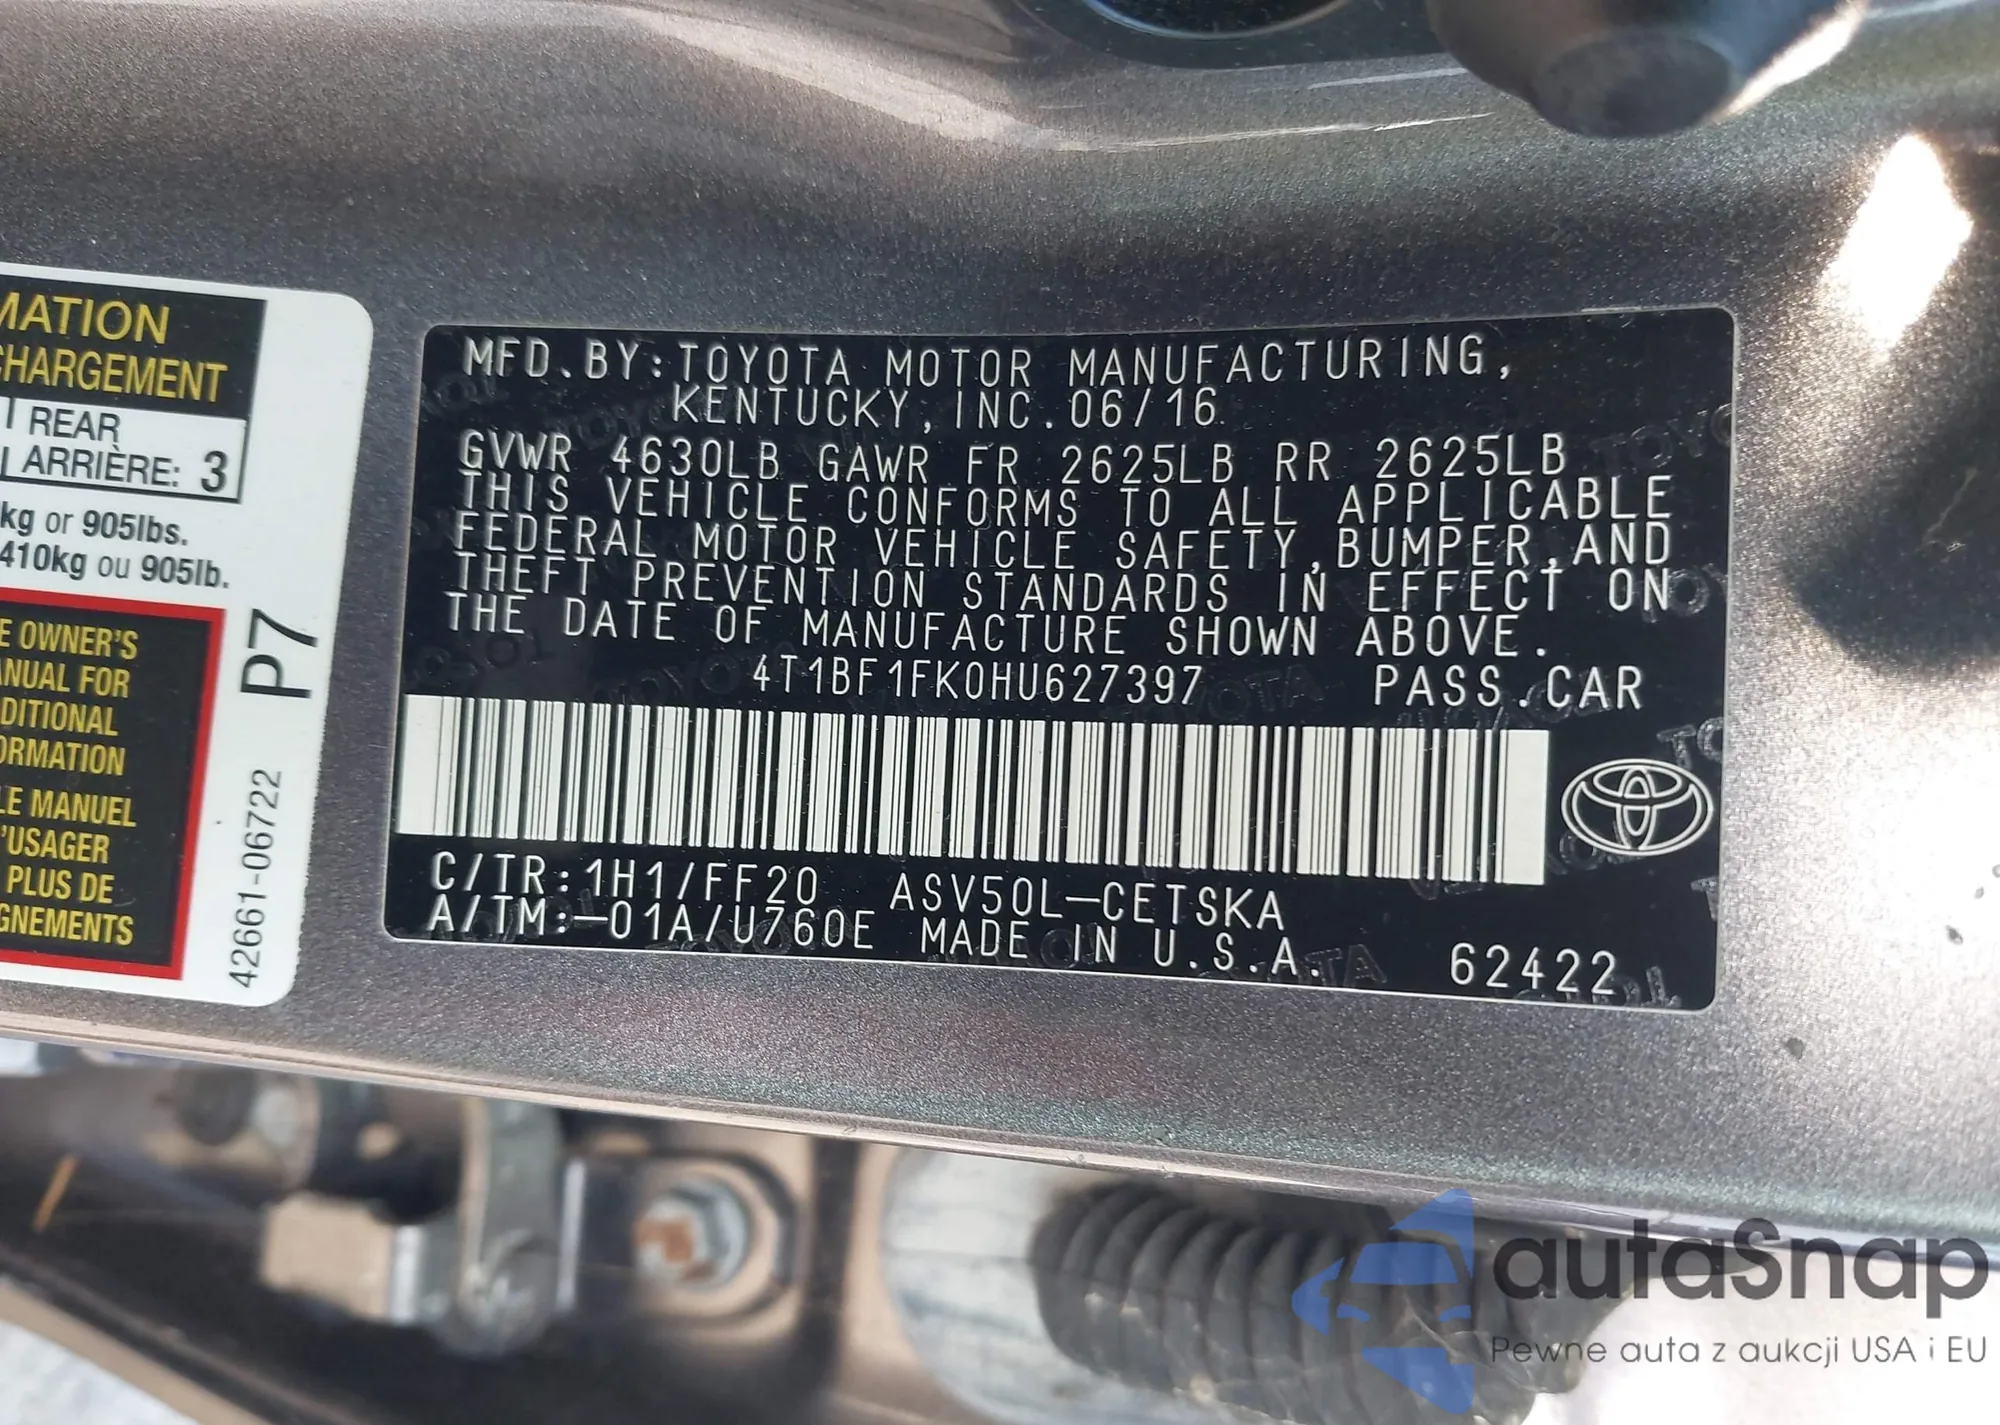 MATION
CHARGEMENT
REAR
ARRIÈRE: 3
kg or 905lbs.
410kg ou 905lb.
E OWNER'S
ANUAL FOR
DITIONAL
ORMATION
LE MANUEL
'USAGER
PLUS DE
GNEMENTS
P7
42661-06722
MFD. BY: TOYOTA MOTOR MANUFACTURING,
KENTUCKY, INC. 06/16
GVWR 4630LB GAWR FR 2625LB RR 2625LB
THIS VEHICLE CONFORMS TO ALL APPLICABLE
FEDERAL MOTOR VEHICLE SAFETY, BUMPER, AND
THEFT PREVENTION STANDARDS IN EFFECT ON
THE DATE OF MANUFACTURE SHOWN ABOVE.
4T1BF1FK0HU627397 PASS. CAR
C/TR: 1H1/FF20 ASV50L-CETSKA
A/TM:-01A/U760E MADE IN U.S.A. 62422
autaSnap
Pewne auta z aukcji USA i EU